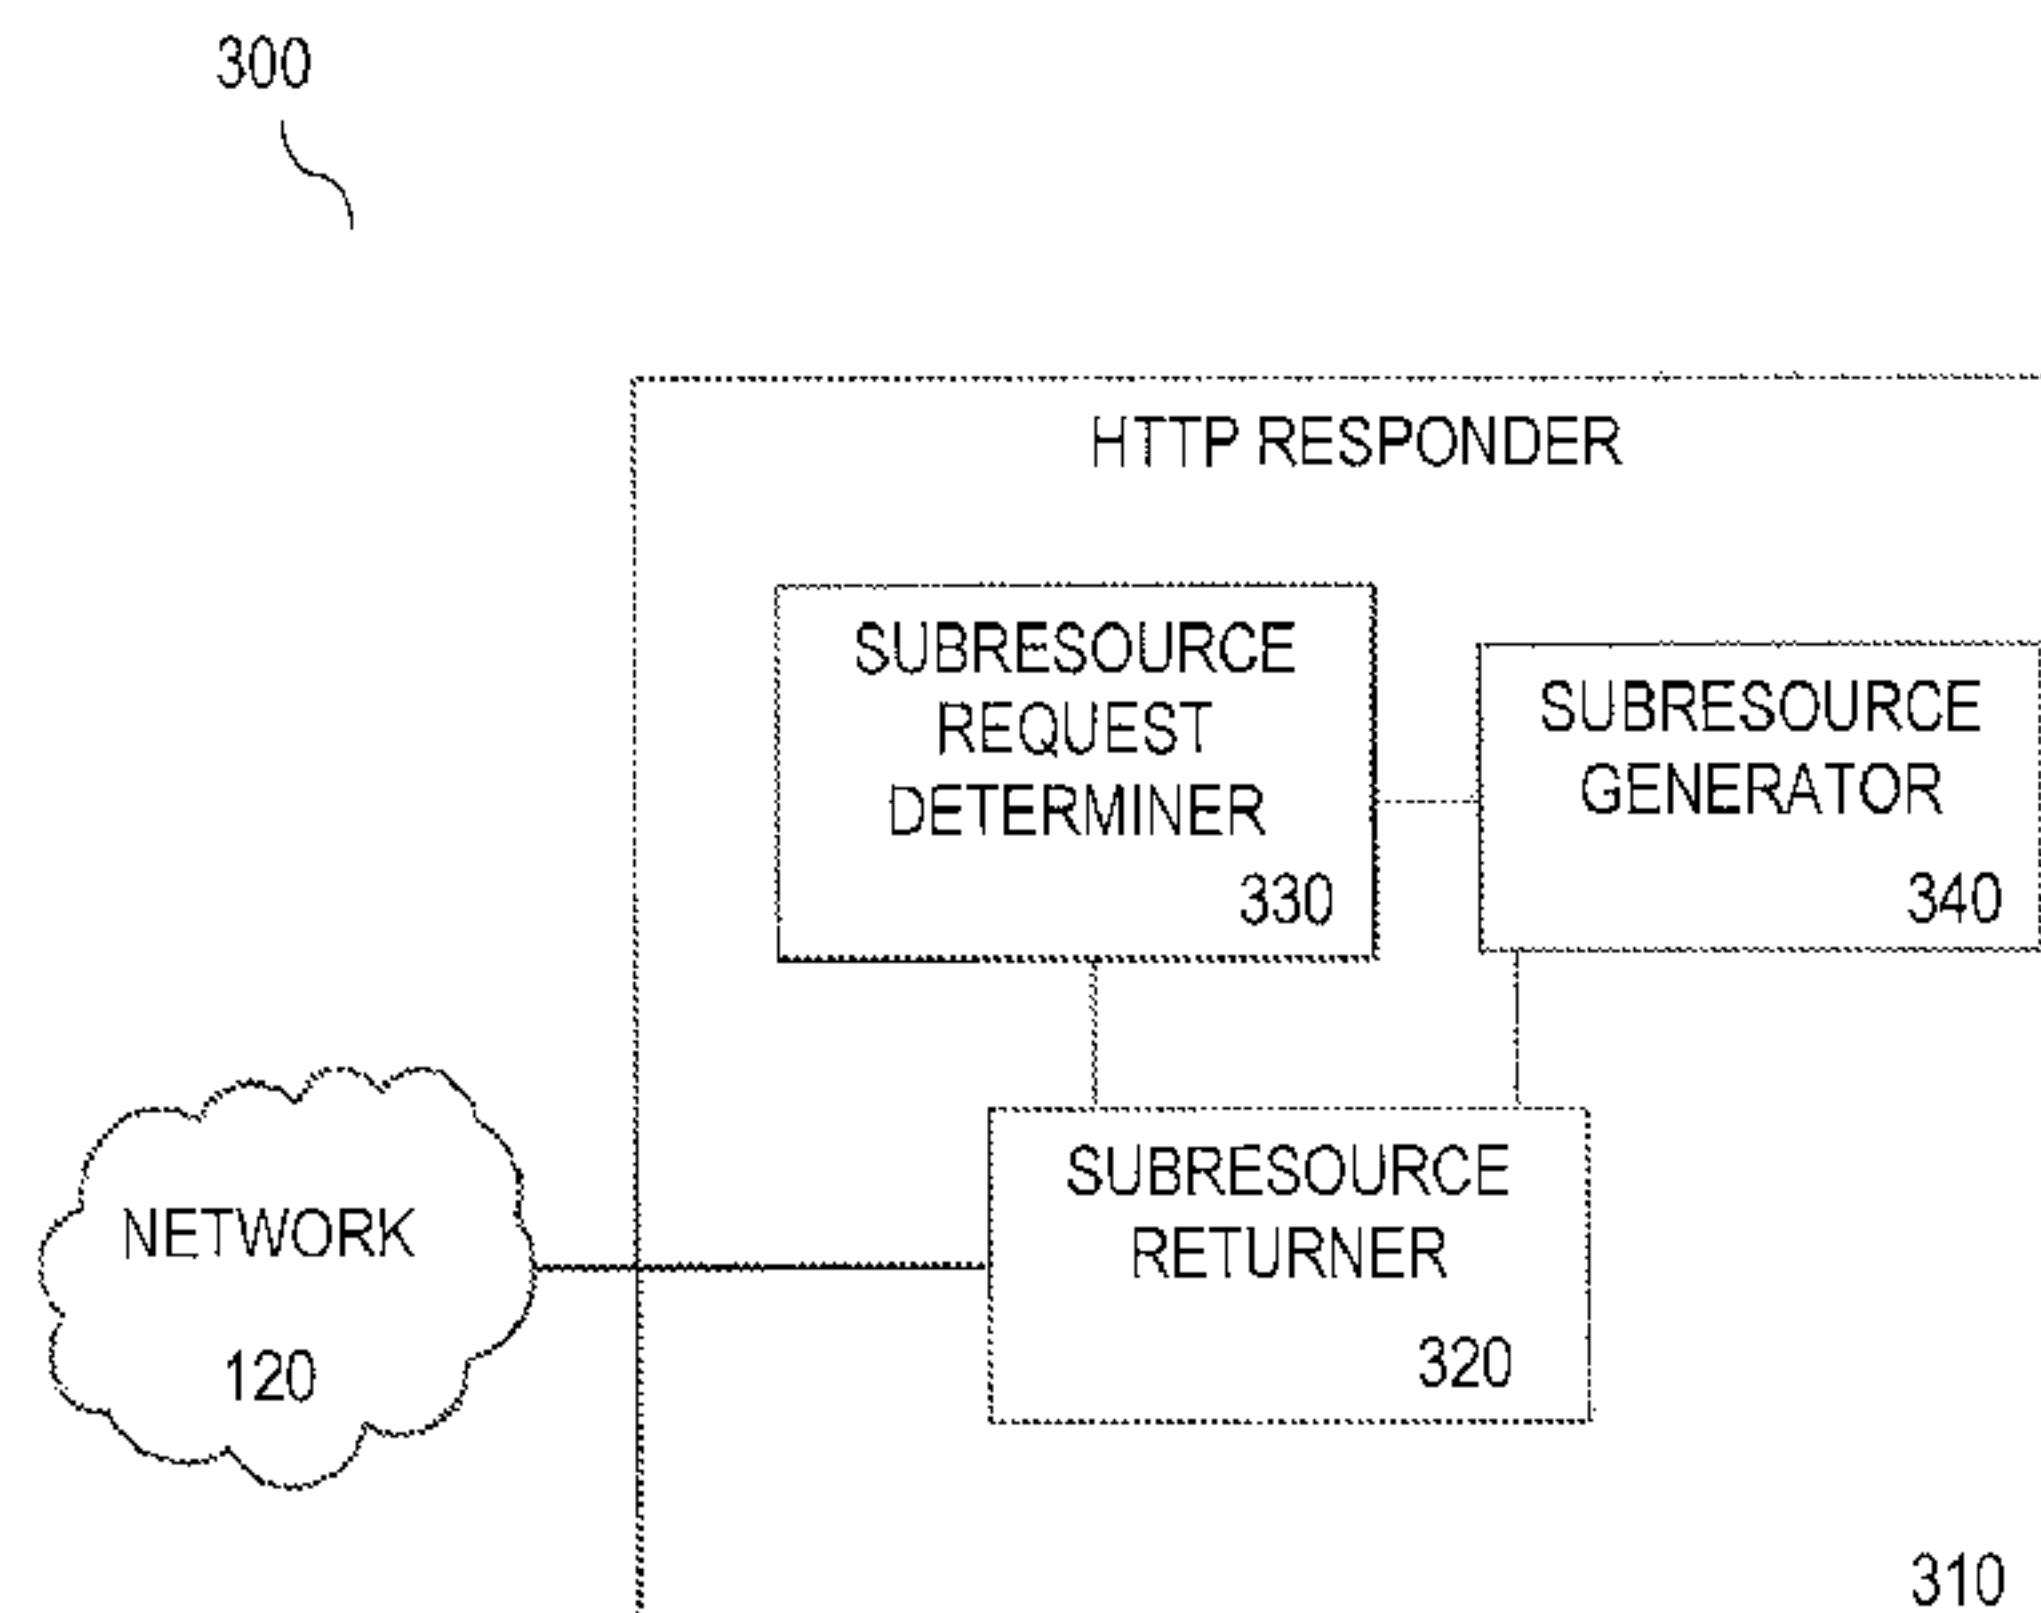 300
HTTP RESPONDER
SUBRESOURCE
REQUEST
DETERMINER
330
SUBRESOURCE
GENERATOR
340
SUBRESOURCE
RETURNER
320
NETWORK
120
310